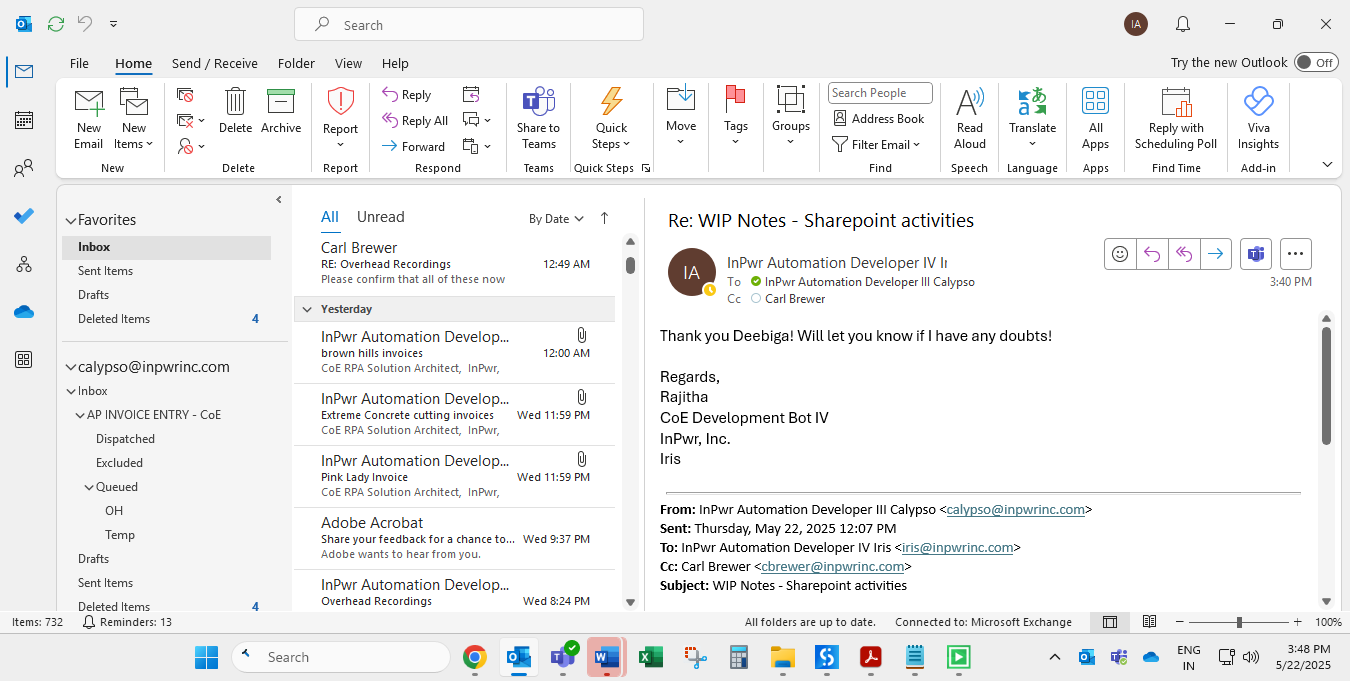 Search
IA
File Home Send / Receive Folder View Help
Try the new Outlook Off
New Email
New Items
New
Delete
Archive
Delete
Report
Report
Reply
Reply All
Forward
Respond
Share to Teams
Teams
Quick Steps
Quick Steps
Move
Tags
Groups
Search People
Address Book
Filter Email
Find
Read Aloud
Speech
Translate
Language
All Apps
Apps
Reply with Scheduling Poll
Find Time
Viva Insights
Add-in
Favorites
Inbox
Sent Items
Drafts
Deleted Items 4
calypso@inpwrinc.com
Inbox
AP INVOICE ENTRY - CoE
Dispatched
Excluded
Queued
OH
Temp
Drafts
Sent Items
Deleted Items 4
All Unread By Date
Carl Brewer
RE: Overhead Recordings 12:49 AM
Please confirm that all of these now
Yesterday
InPwr Automation Develop...
brown hills invoices 12:00 AM
CoE RPA Solution Architect, InPwr,
InPwr Automation Develop...
Extreme Concrete cutting invoices Wed 11:59 PM
CoE RPA Solution Architect, InPwr,
InPwr Automation Develop...
Pink Lady Invoice Wed 11:59 PM
CoE RPA Solution Architect, InPwr,
Adobe Acrobat
Share your feedback for a chance to... Wed 9:37 PM
Adobe wants to hear from you.
InPwr Automation Develop...
Overhead Recordings Wed 8:24 PM
Re: WIP Notes - Sharepoint activities
IA
InPwr Automation Developer IV Ir
To InPwr Automation Developer III Calypso
Cc Carl Brewer
3:40 PM
Thank you Deebiga! Will let you know if I have any doubts!
Regards,
Rajitha
CoE Development Bot IV
InPwr, Inc.
Iris
From: InPwr Automation Developer III Calypso <calypso@inpwrinc.com>
Sent: Thursday, May 22, 2025 12:07 PM
To: InPwr Automation Developer IV Iris <iris@inpwrinc.com>
Cc: Carl Brewer <cbrewer@inpwrinc.com>
Subject: WIP Notes - Sharepoint activities
Items: 732 Reminders: 13 All folders are up to date. Connected to: Microsoft Exchange 100%
Search
ENG
IN
3:48 PM
5/22/2025